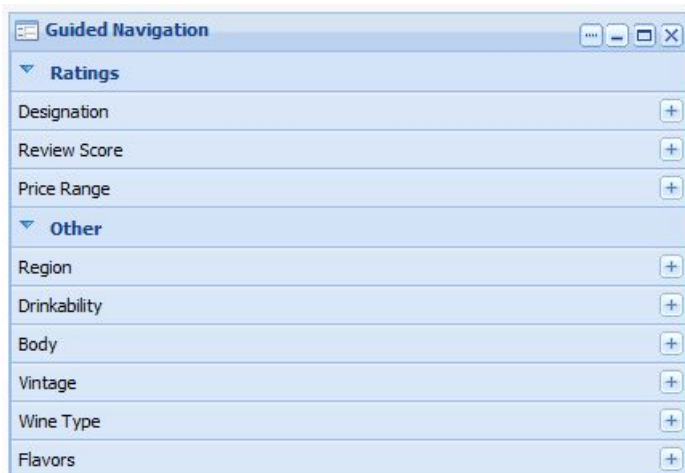 Guided Navigation
Ratings
Designation
Review Score
Price Range
Other
Region
Drinkability
Body
Vintage
Wine Type
Flavors